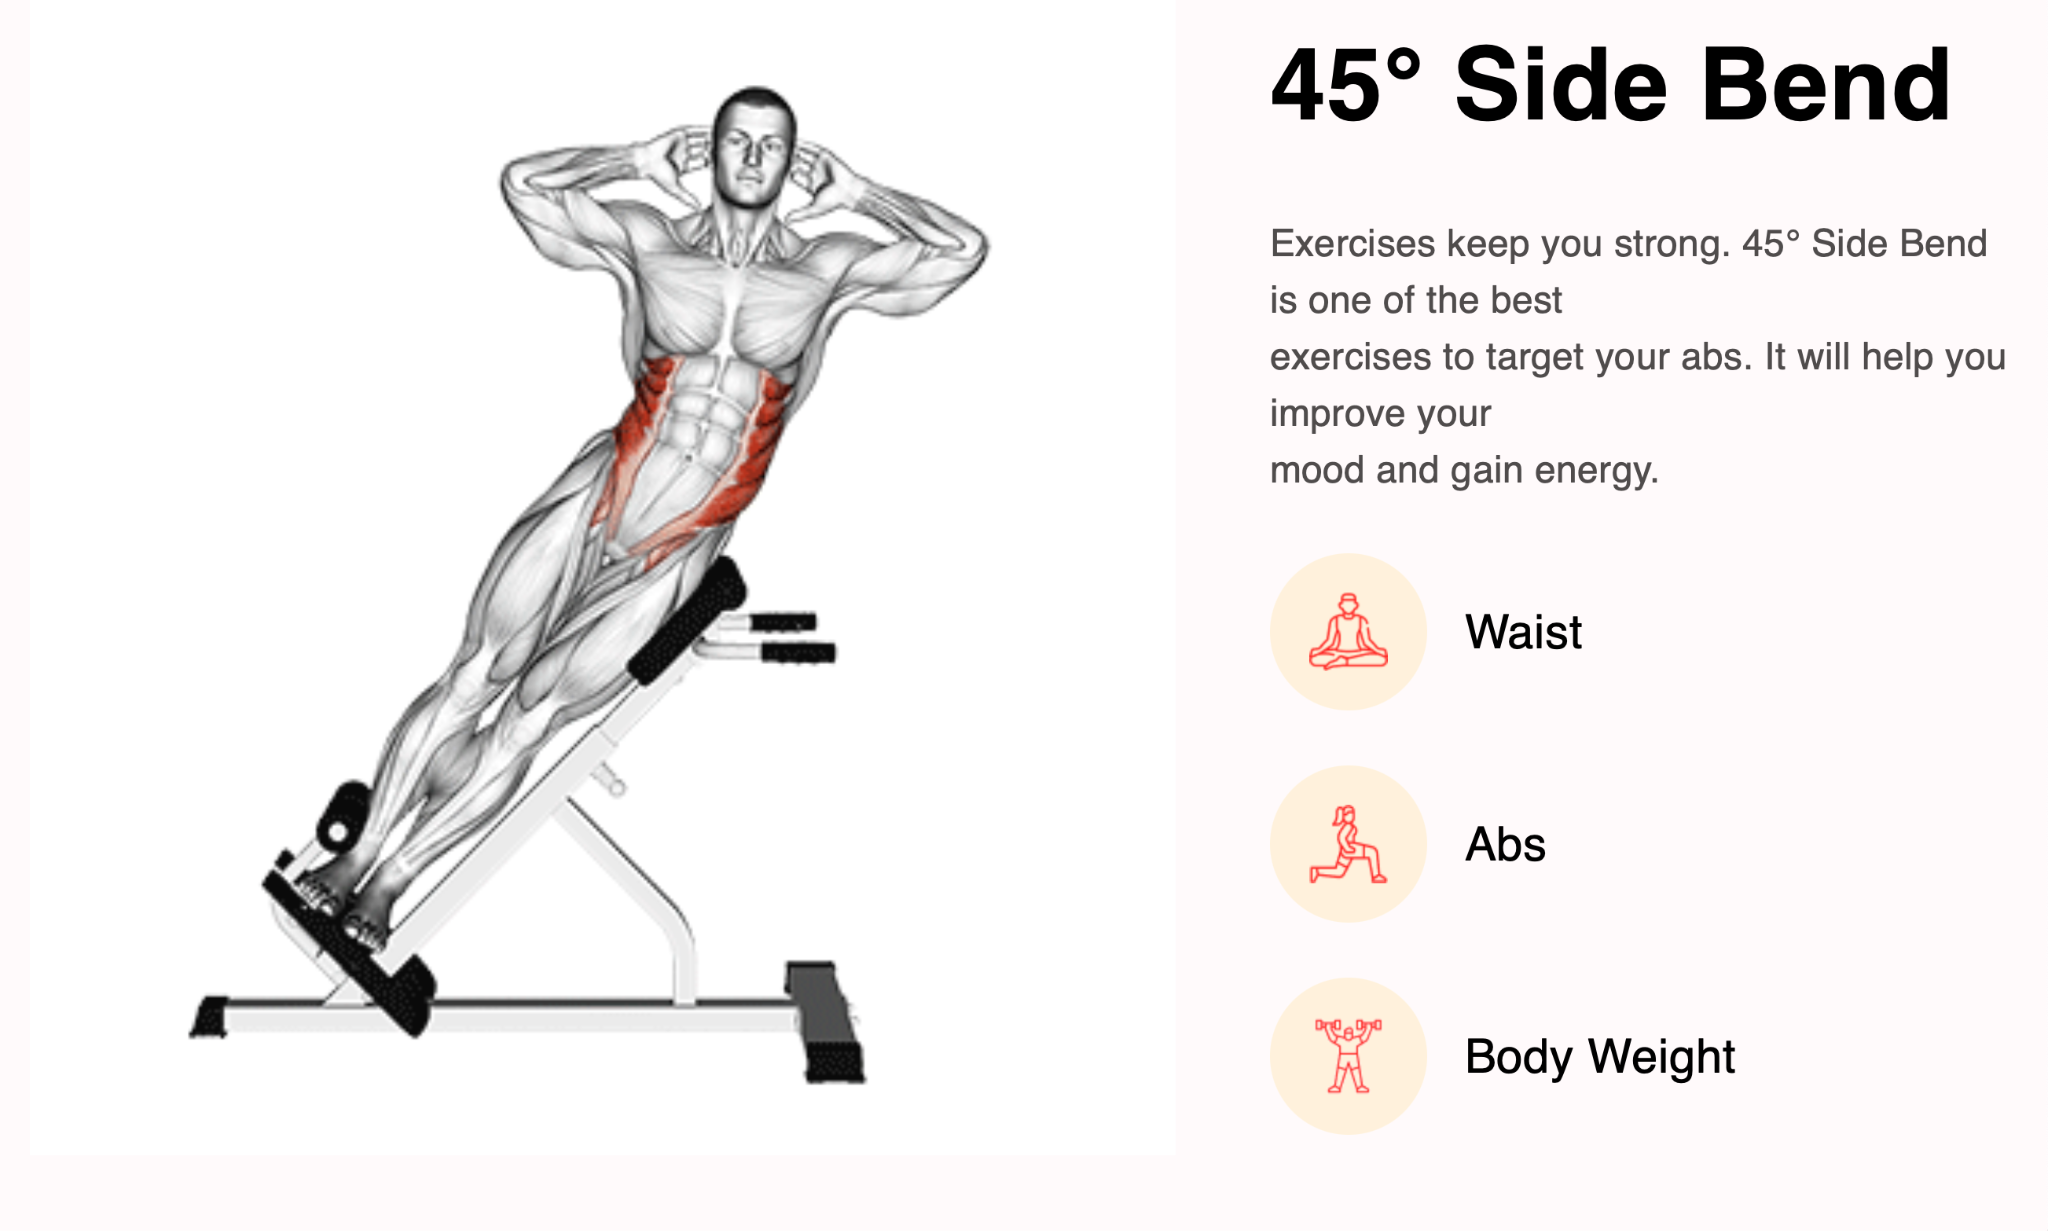 45° Side Bend
Exercises keep you strong. 45° Side Bend
is one of the best
exercises to target your abs. It will help you
improve your
mood and gain energy.
Waist
Abs
Body Weight